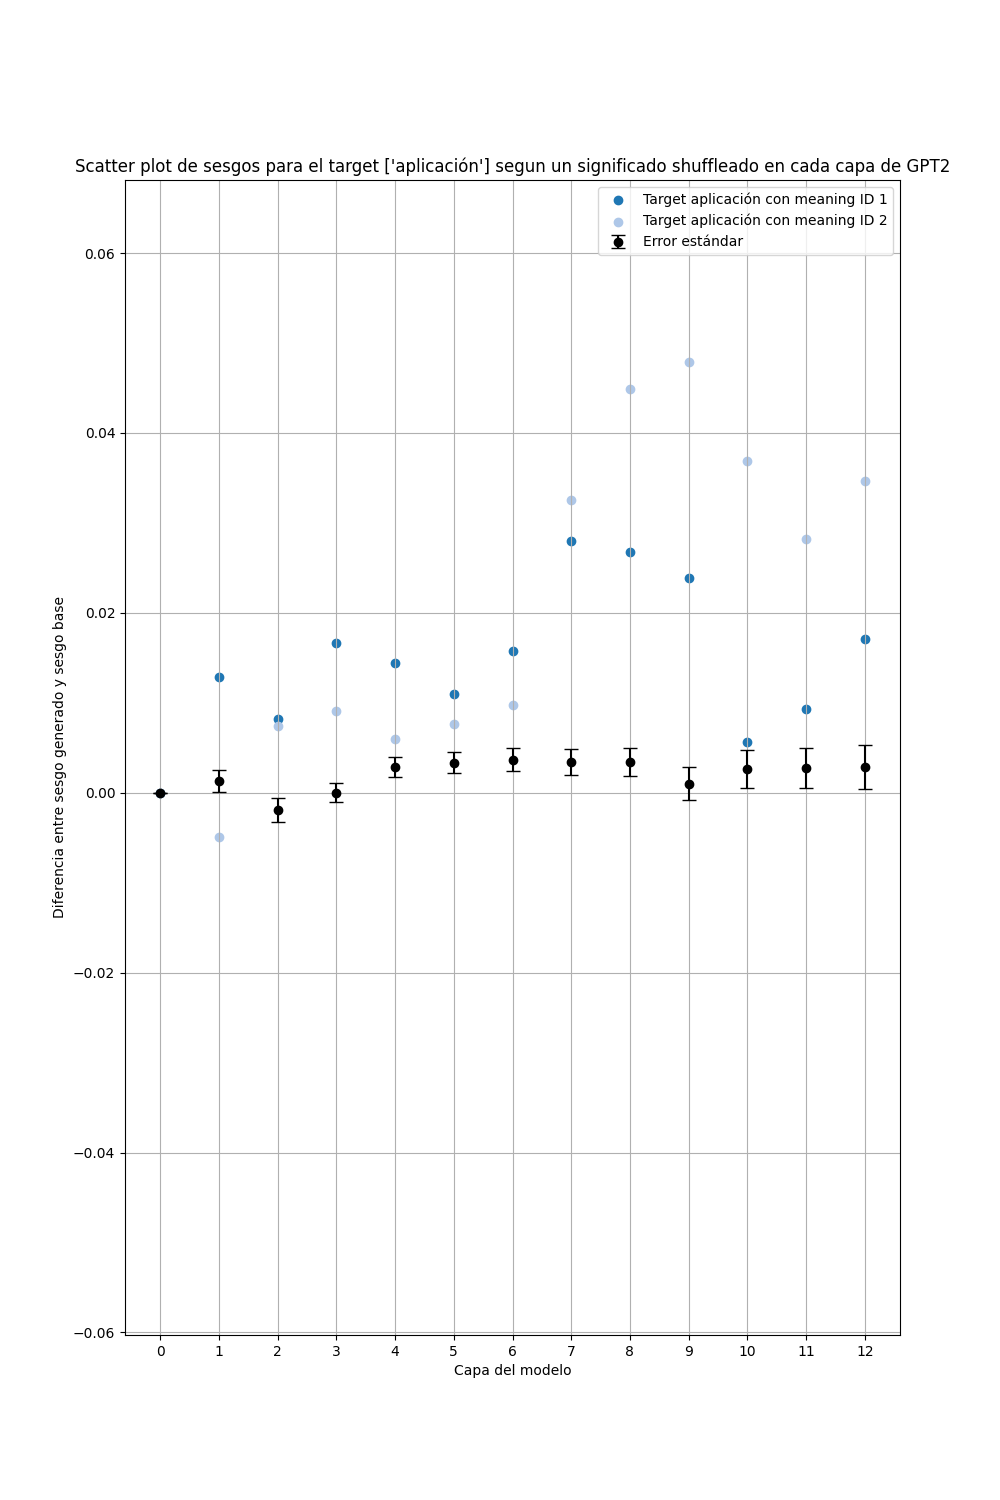 Scatter plot de sesgos para el target ['aplicación'] segun un significado shuffleado en cada capa de GPT2
Target aplicación con meaning ID 1
Target aplicación con meaning ID 2
Error estándar
Diferencia entre sesgo generado y sesgo base
0.06
0.04
0.02
0.00
−0.02
−0.04
−0.06
0 1 2 3 4 5 6 7 8 9 10 11 12
Capa del modelo